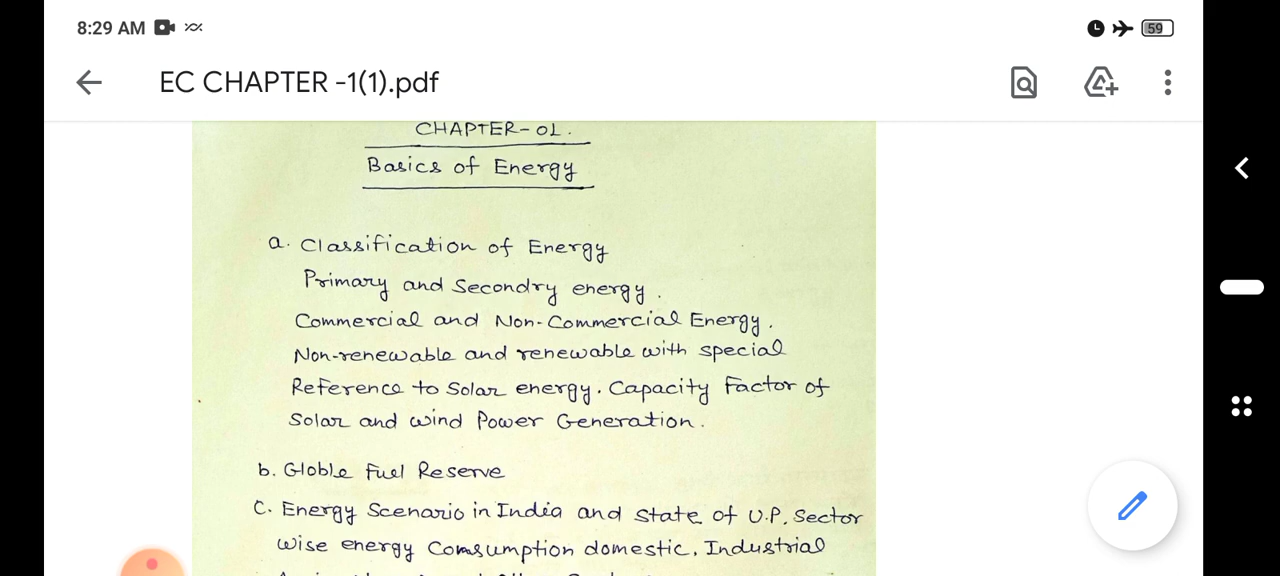 8:29 AM
59
EC CHAPTER -1(1).pdf
CHAPTER-01.
Basics of Energy
a. Classification of Energy
Primary and Secondry energy.
Commercial and Non-Commercial Energy.
Non-renewable and renewable with special
Reference to Solar energy. Capacity Factor of
Solar and wind Power Generation.
b. Globle Fuel Reserve
C. Energy Scenario in India and State of U.P. Sector
wise energy Comsumption domestic, Industrial